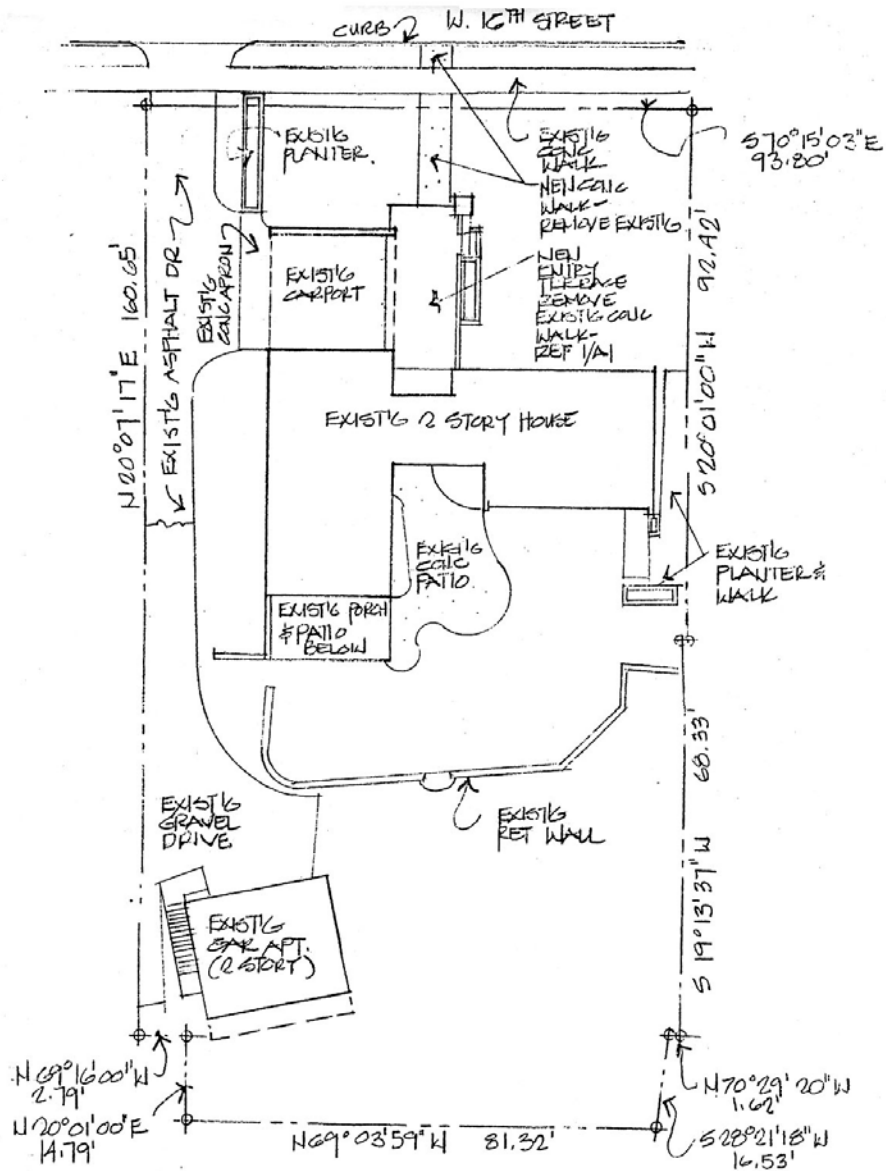 CURB
W. 16TH STREET
EXIST'G
PLANTER.
EXIST'G
CONC
WALK
NEW CONC
WALK-
REMOVE EXIST'G
S 70°15'03"E
93.80'
N 20°07'17"E 160.65'
EXIST'G ASPHALT DR
EXIST'G
CONC APRON
EXIST'G
CARPORT
NEW
ENTRY
TERRACE
REMOVE
EXIST'G CONC
WALK-
REF 1/A1
S 20°01'00"W 92.42'
EXIST'G 2 STORY HOUSE
EXIST'G
CONC
PATIO
EXIST'G
PLANTER &
WALK
EXIST'G PORCH
& PATIO
BELOW
S 19°13'37"W 68.33'
EXIST'G
GRAVEL
DRIVE
EXIST'G
RET WALL
EXIST'G
GAR APT.
(2 STORY)
N 69°16'00"W
2.79'
N 20°01'00"E
14.79'
N69°03'59"W 81.32'
N70°29'20"W
1.62'
S28°21'18"W
16.53'